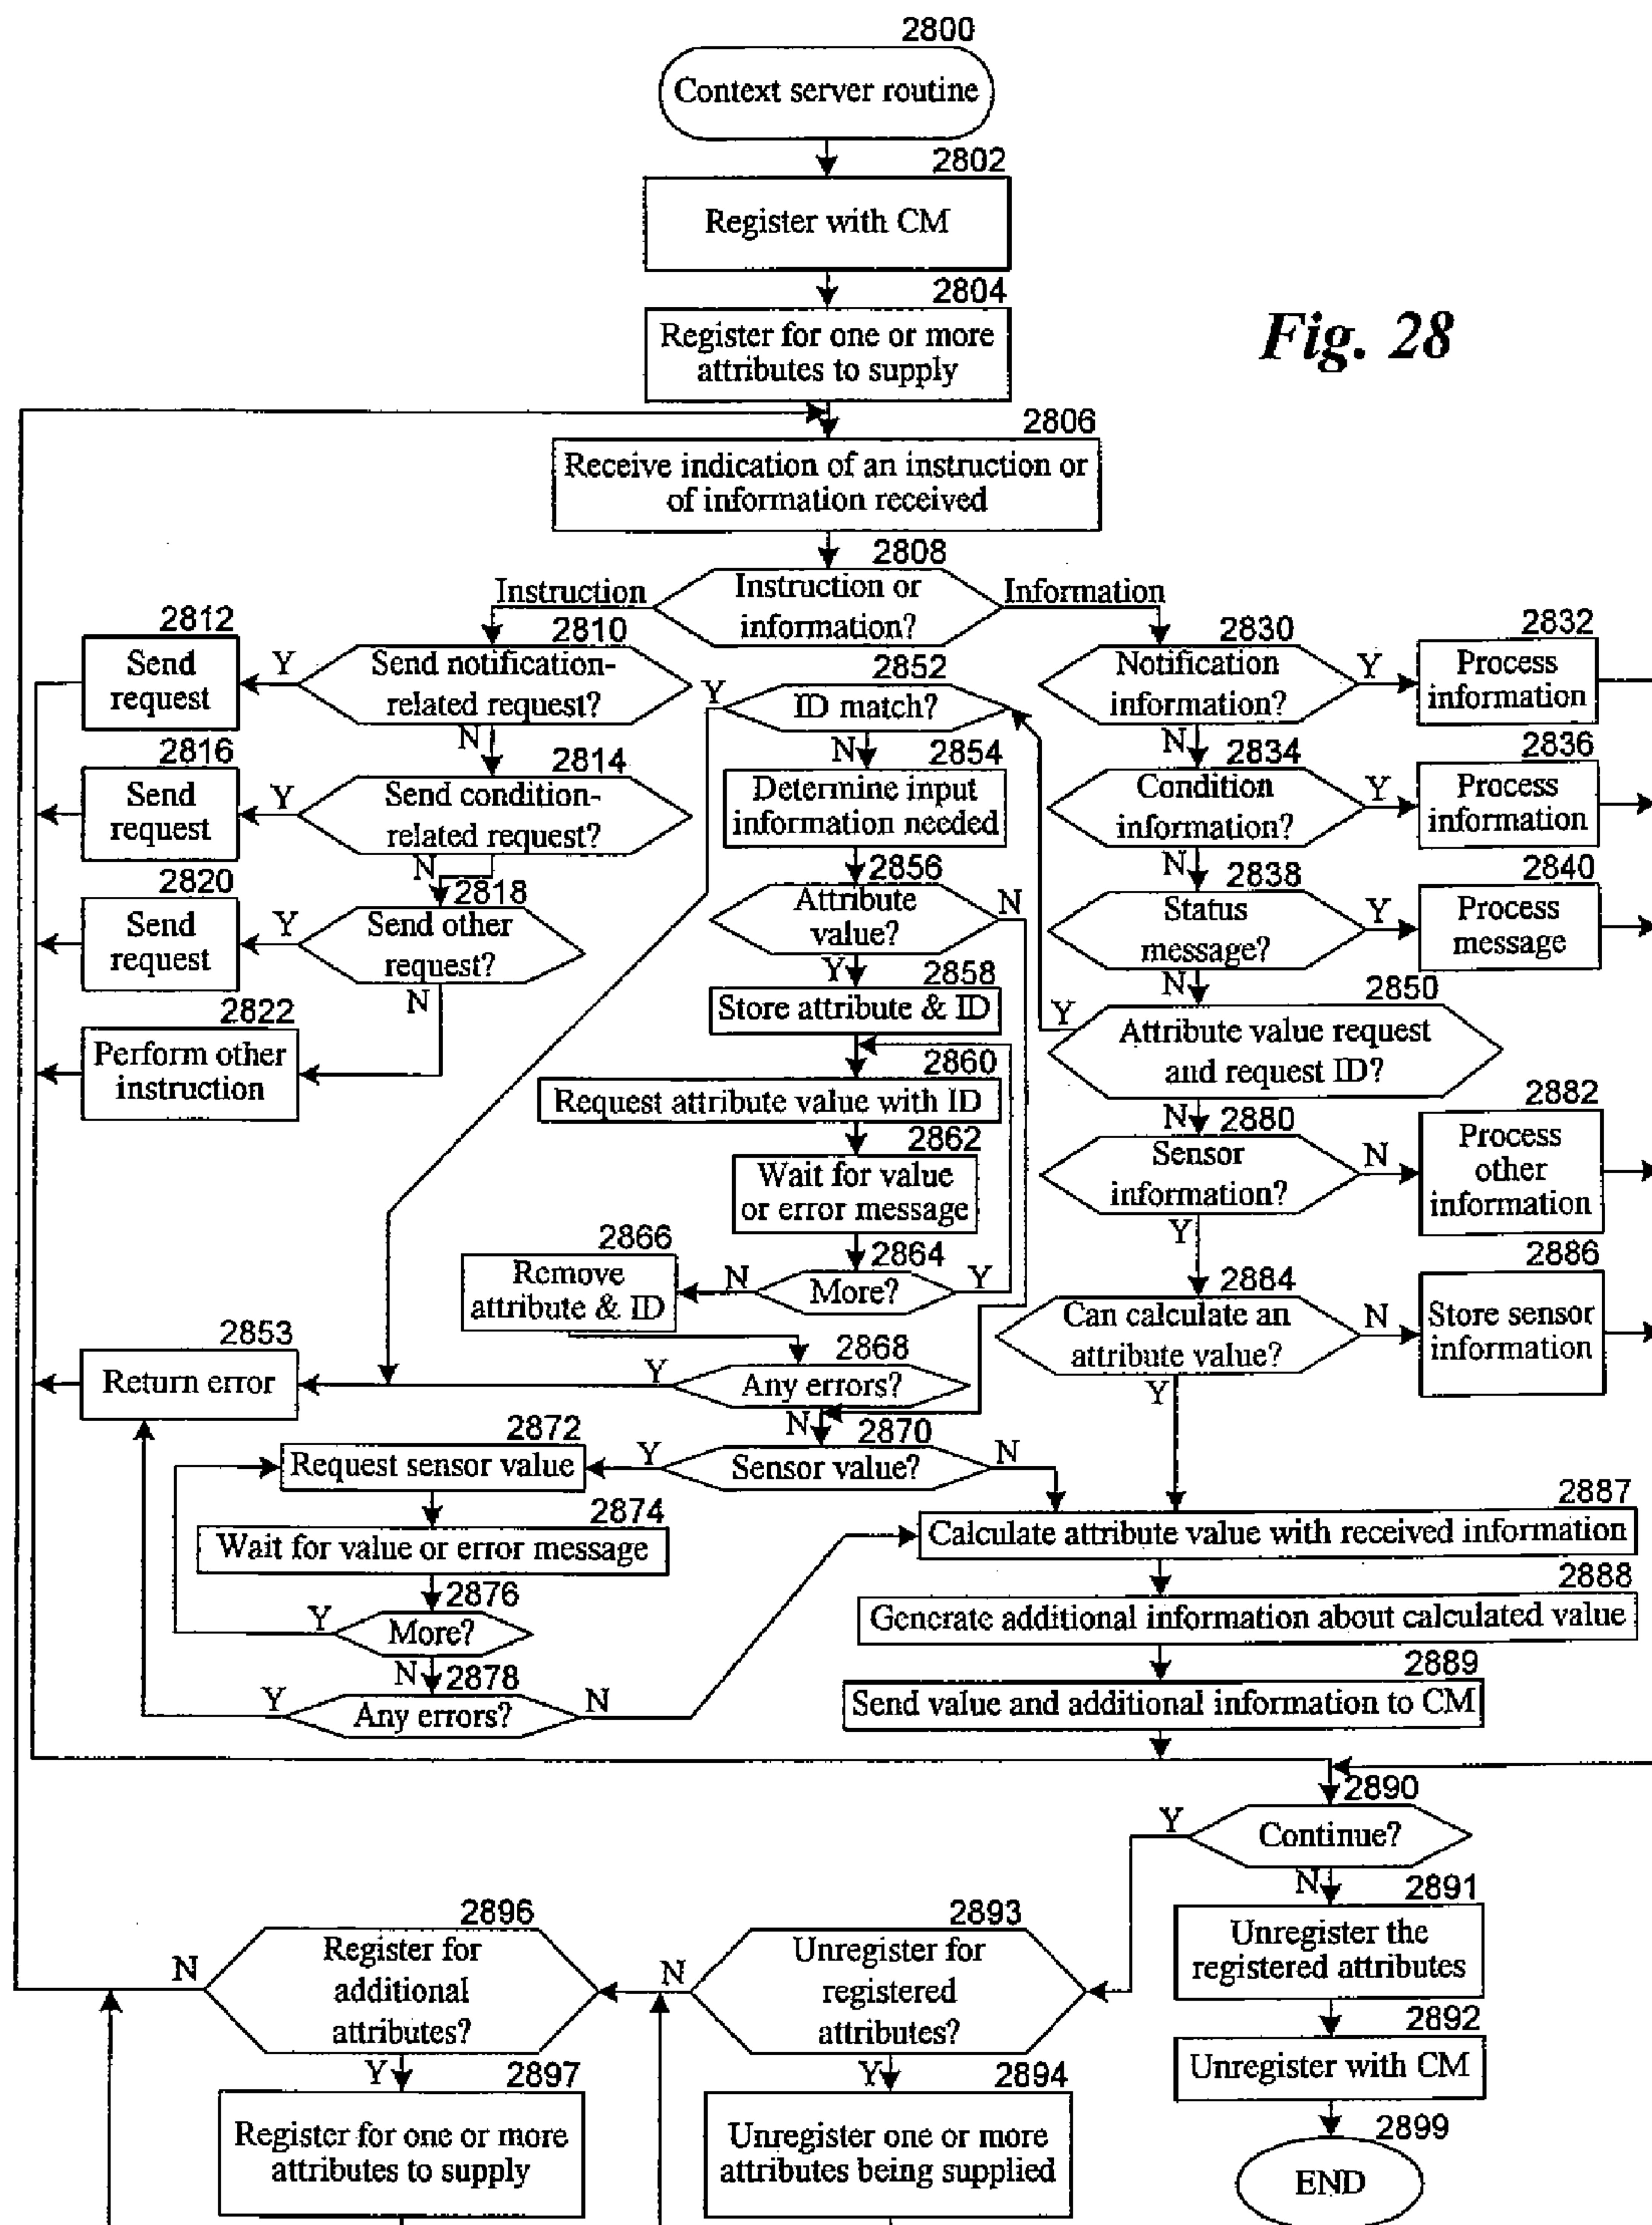 2800
Context server routine
2802
Register with CM
2804
Register for one or more
attributes to supply
Fig. 28
2806
Receive indication of an instruction or
of information received
2808
Instruction or
information?
Instruction
Information
2810
Send notification-
related request?
Y
N
2812
Send
request
2814
Send condition-
related request?
Y
N
2816
Send
request
2818
Send other
request?
Y
N
2820
Send
request
2822
Perform other
instruction
2830
Notification
information?
Y
N
2832
Process
information
2834
Condition
information?
Y
N
2836
Process
information
2838
Status
message?
Y
N
2840
Process
message
2850
Attribute value request
and request ID?
Y
N
2852
ID match?
Y
N
2854
Determine input
information needed
2856
Attribute
value?
Y
N
2858
Store attribute & ID
2860
Request attribute value with ID
2862
Wait for value
or error message
2864
More?
Y
N
2866
Remove
attribute & ID
2868
Any errors?
Y
N
2853
Return error
2870
Sensor value?
Y
N
2872
Request sensor value
2874
Wait for value or error message
2876
More?
Y
N
2878
Any errors?
Y
N
2880
Sensor
information?
N
Y
2882
Process
other
information
2884
Can calculate an
attribute value?
N
Y
2886
Store sensor
information
2887
Calculate attribute value with received information
2888
Generate additional information about calculated value
2889
Send value and additional information to CM
2890
Continue?
Y
N
2891
Unregister the
registered attributes
2892
Unregister with CM
2899
END
2893
Unregister for
registered
attributes?
N
Y
2894
Unregister one or more
attributes being supplied
2896
Register for
additional
attributes?
N
Y
2897
Register for one or more
attributes to supply